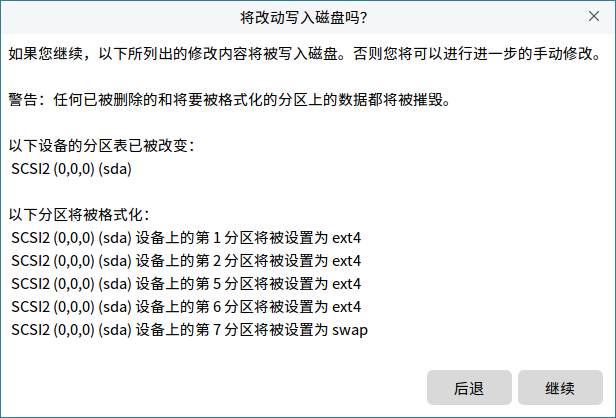 将改动写入磁盘吗？
如果您继续，以下所列出的修改内容将被写入磁盘。否则您将可以进行进一步的手动修改。
警告：任何已被删除的和将要被格式化的分区上的数据都将被摧毁。
以下设备的分区表已被改变：
SCSI2 (0,0,0) (sda)
以下分区将被格式化：
SCSI2 (0,0,0) (sda) 设备上的第 1 分区将被设置为 ext4
SCSI2 (0,0,0) (sda) 设备上的第 2 分区将被设置为 ext4
SCSI2 (0,0,0) (sda) 设备上的第 5 分区将被设置为 ext4
SCSI2 (0,0,0) (sda) 设备上的第 6 分区将被设置为 ext4
SCSI2 (0,0,0) (sda) 设备上的第 7 分区将被设置为 swap
后退 继续